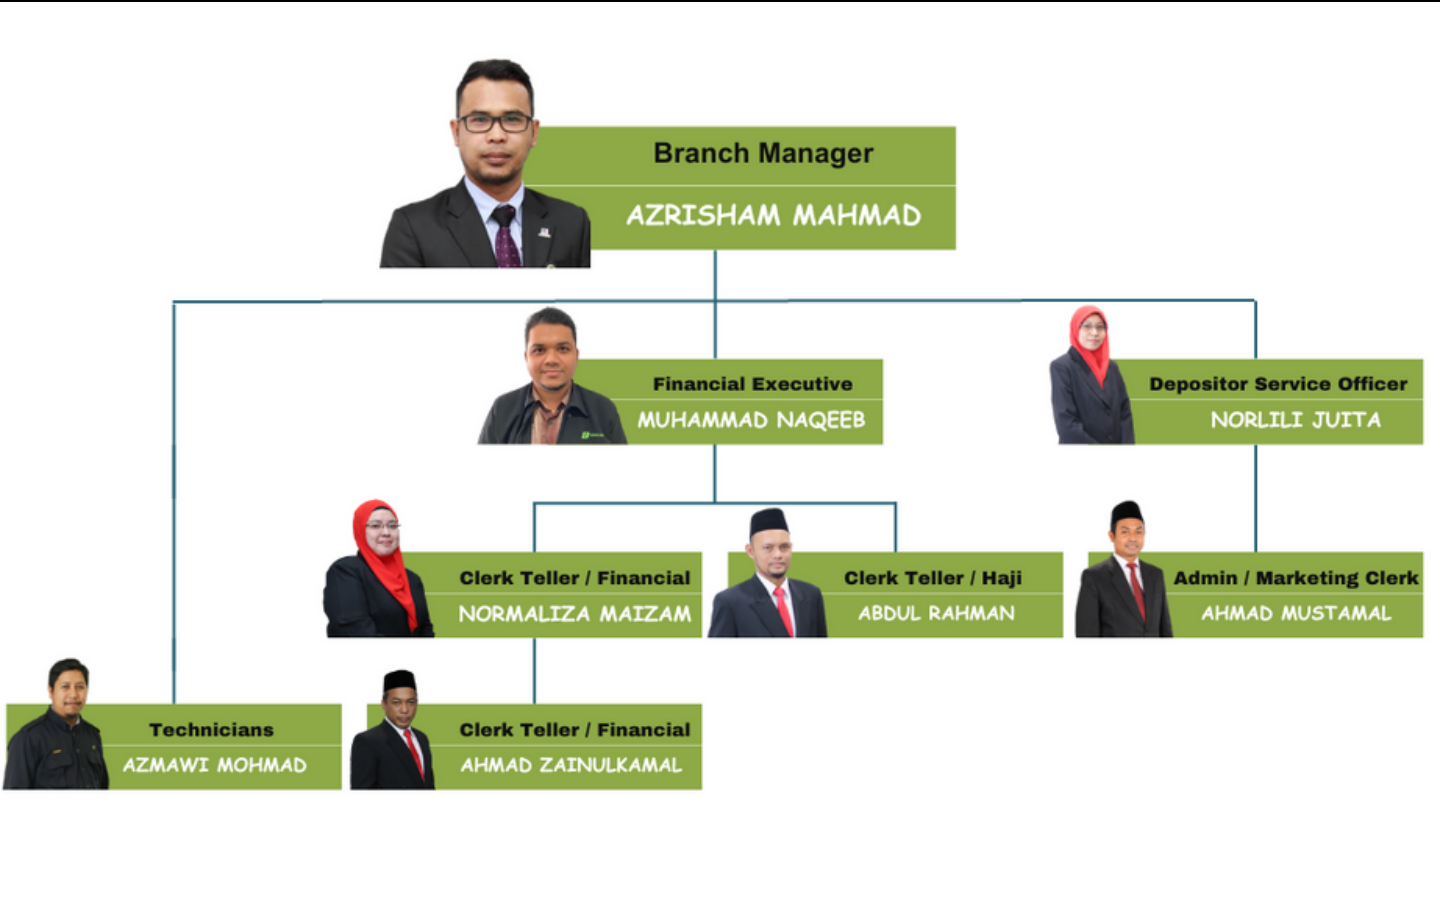 Branch Manager
AZRISHAM MAHMAD
Financial Executive
MUHAMMAD NAQEEB
Depositor Service Officer
NORLILI JUITA
Clerk Teller / Financial
NORMALIZA MAIZAM
Clerk Teller / Haji
ABDUL RAHMAN
Admin / Marketing Clerk
AHMAD MUSTAMAL
Technicians
AZMAWI MOHMAD
Clerk Teller / Financial
AHMAD ZAINULKAMAL